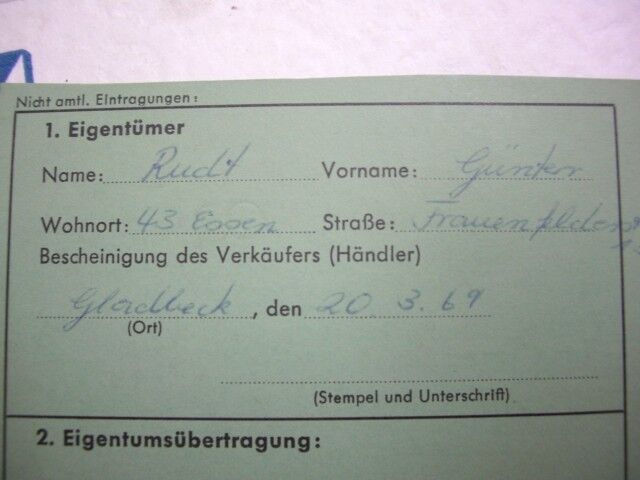 Nicht amtl. Eintragungen:
1. Eigentümer
Name: Rudt Vorname: Günter
Wohnort: 43 Essen Straße:
Bescheinigung des Verkäufers (Händler)
Gladbeck, den 20. 3. 69
(Ort)
(Stempel und Unterschrift)
2. Eigentumsübertragung: